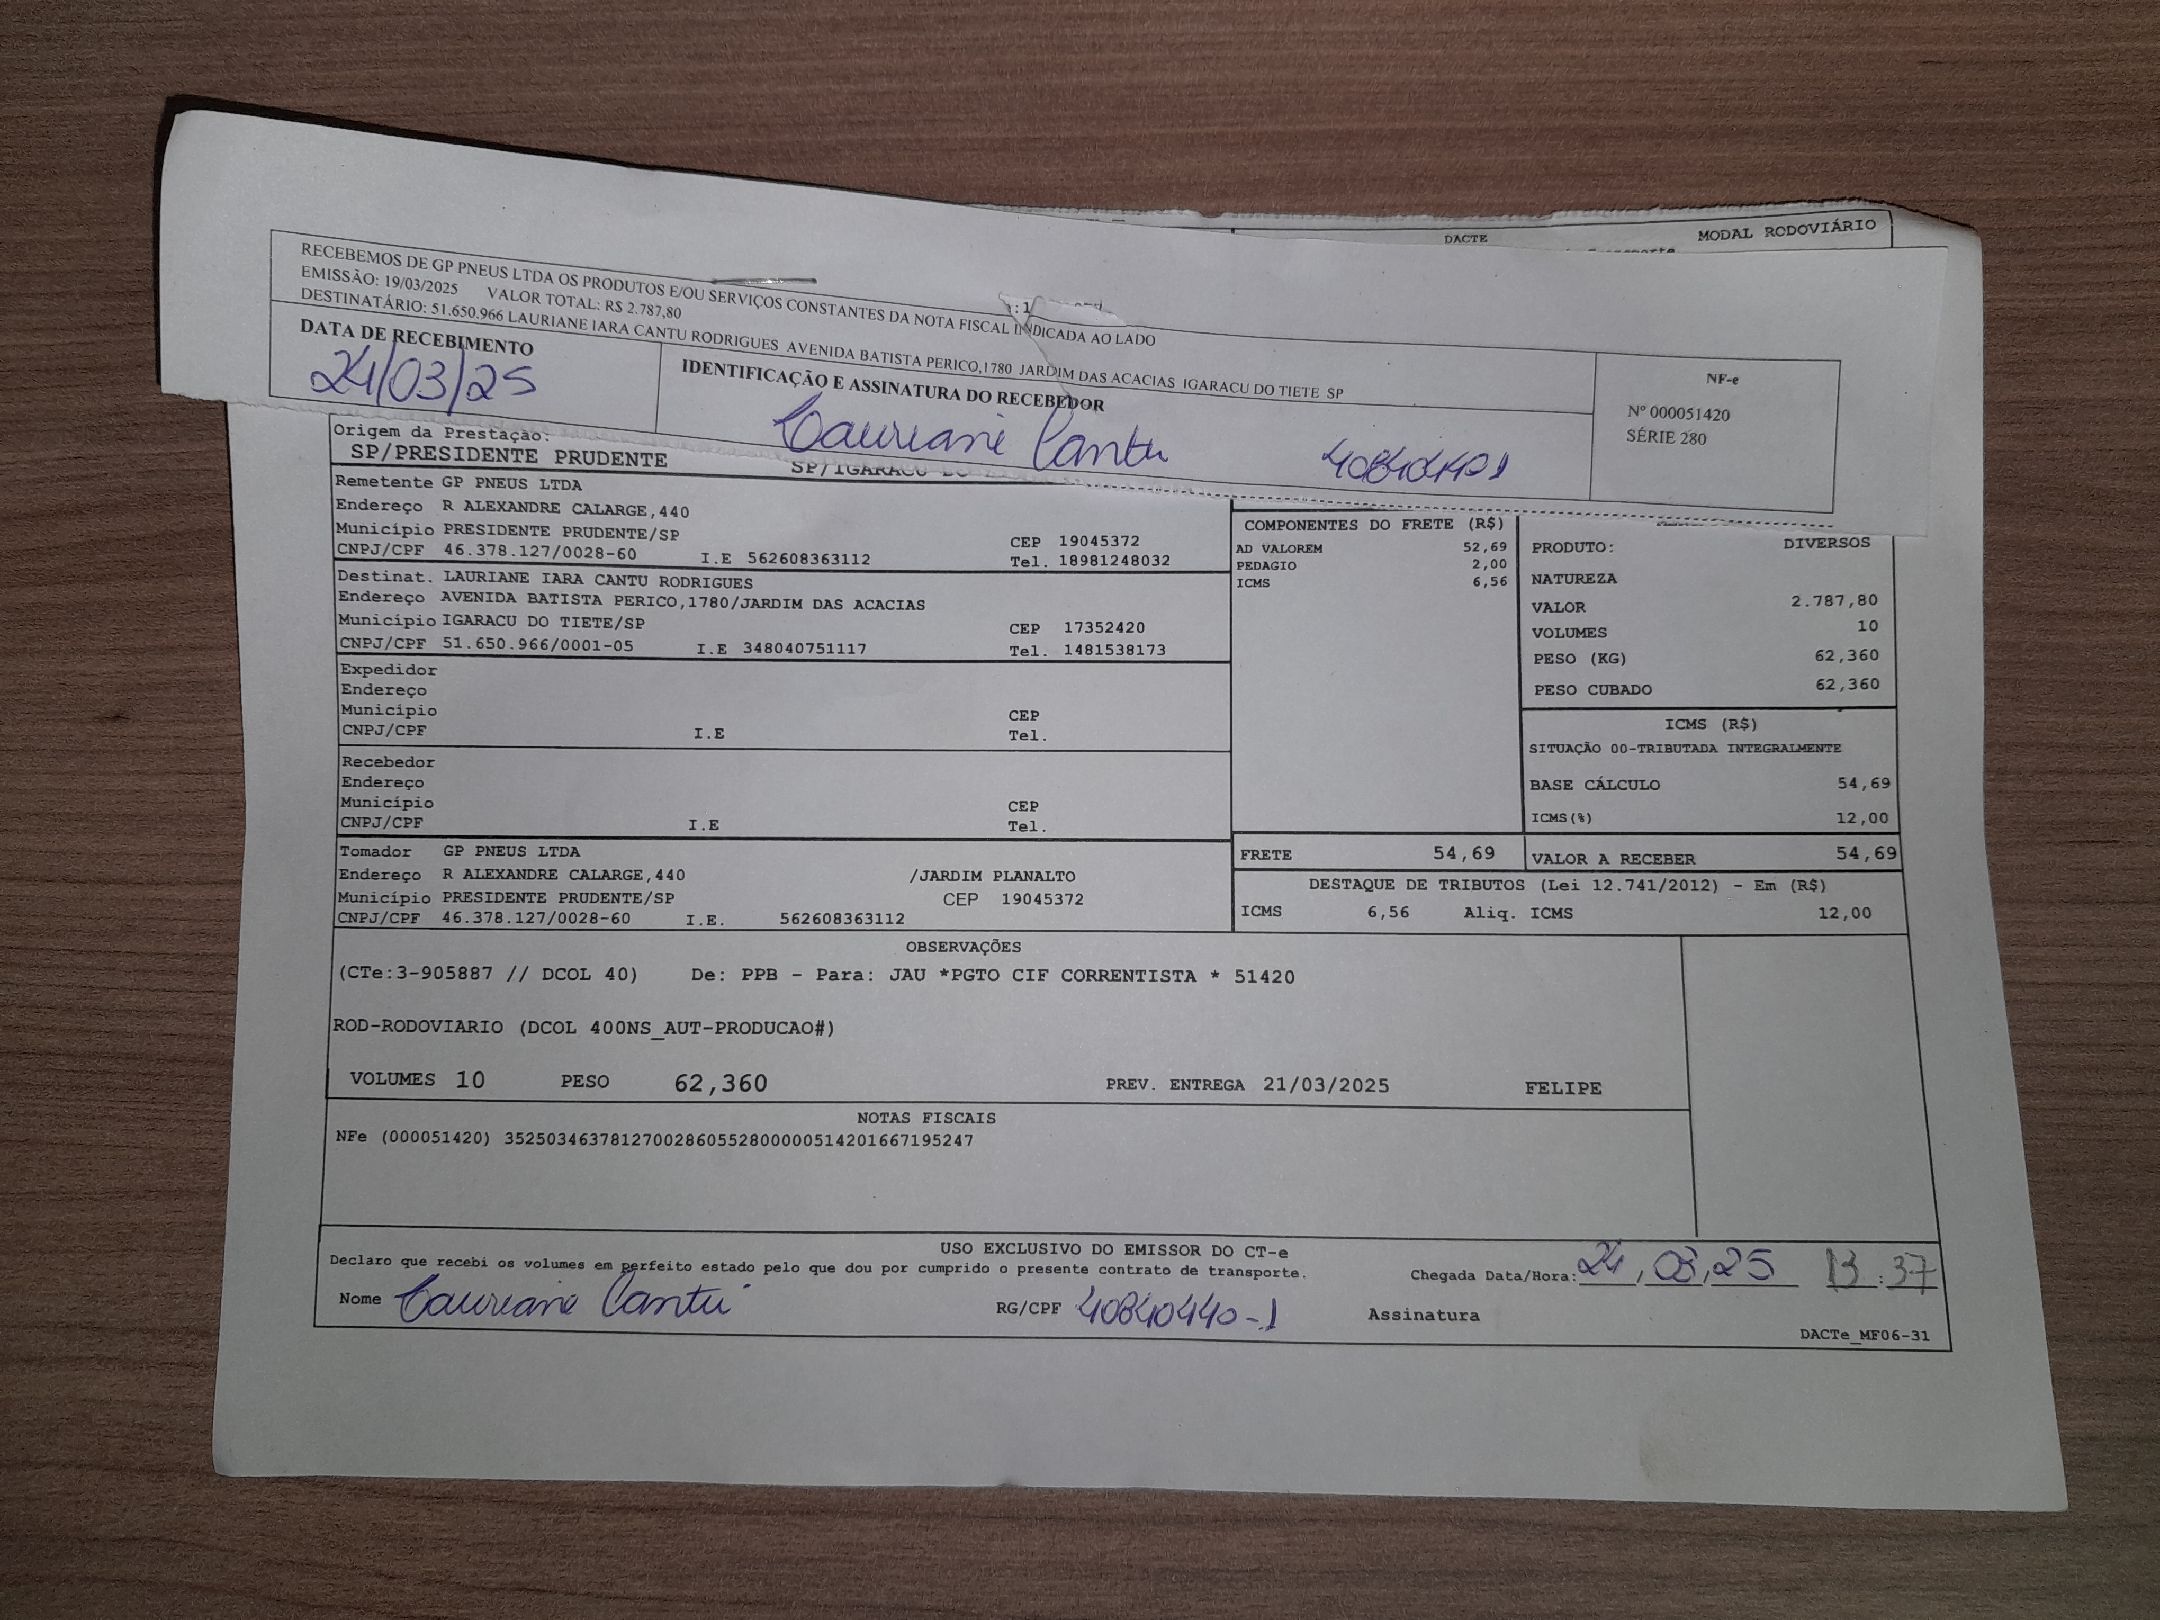 DACTE
MODAL RODOVIÁRIO
RECEBEMOS DE GP PNEUS LTDA OS PRODUTOS E/OU SERVIÇOS CONSTANTES DA NOTA FISCAL INDICADA AO LADO
EMISSÃO: 19/03/2025 VALOR TOTAL: R$ 2.787,80
DESTINATÁRIO: 51.650.966 LAURIANE IARA CANTU RODRIGUES AVENIDA BATISTA PERICO,1780 JARDIM DAS ACACIAS IGARACU DO TIETE SP
DATA DE RECEBIMENTO
24/03/25
IDENTIFICAÇÃO E ASSINATURA DO RECEBEDOR
Lauriane Cantu
NF-e
Nº 000051420
SÉRIE 280
Origem da Prestação:
SP/PRESIDENTE PRUDENTE SP/IGARACU DO
Remetente GP PNEUS LTDA
Endereço R ALEXANDRE CALARGE,440
Município PRESIDENTE PRUDENTE/SP CEP 19045372
CNPJ/CPF 46.378.127/0028-60 I.E 562608363112 Tel. 18981248032
Destinat. LAURIANE IARA CANTU RODRIGUES
Endereço AVENIDA BATISTA PERICO,1780/JARDIM DAS ACACIAS
Município IGARACU DO TIETE/SP CEP 17352420
CNPJ/CPF 51.650.966/0001-05 I.E 348040751117 Tel. 1481538173
Expedidor
Endereço
Município CEP
CNPJ/CPF I.E Tel.
Recebedor
Endereço
Município CEP
CNPJ/CPF I.E Tel.
Tomador GP PNEUS LTDA
Endereço R ALEXANDRE CALARGE,440 /JARDIM PLANALTO
Município PRESIDENTE PRUDENTE/SP CEP 19045372
CNPJ/CPF 46.378.127/0028-60 I.E. 562608363112
COMPONENTES DO FRETE (R$)
AD VALOREM 52,69
PEDAGIO 2,00
ICMS 6,56
PRODUTO: DIVERSOS
NATUREZA
VALOR 2.787,80
VOLUMES 10
PESO (KG) 62,360
PESO CUBADO 62,360
ICMS (R$)
SITUAÇÃO 00-TRIBUTADA INTEGRALMENTE
BASE CÁLCULO 54,69
ICMS(%) 12,00
FRETE 54,69 VALOR A RECEBER 54,69
DESTAQUE DE TRIBUTOS (Lei 12.741/2012) - Em (R$)
ICMS 6,56 Aliq. ICMS 12,00
OBSERVAÇÕES
(CTe:3-905887 // DCOL 40) De: PPB - Para: JAU *PGTO CIF CORRENTISTA * 51420
ROD-RODOVIARIO (DCOL 400NS_AUT-PRODUCAO#)
VOLUMES 10 PESO 62,360 PREV. ENTREGA 21/03/2025 FELIPE
NOTAS FISCAIS
NFe (000051420) 35250346378127002860552800000514201667195247
USO EXCLUSIVO DO EMISSOR DO CT-e
Declaro que recebi os volumes em perfeito estado pelo que dou por cumprido o presente contrato de transporte.
Chegada Data/Hora: 24,03,25 13:37
Nome Lauriane Cantu RG/CPF 40840440-1 Assinatura
DACTe_MF06-31